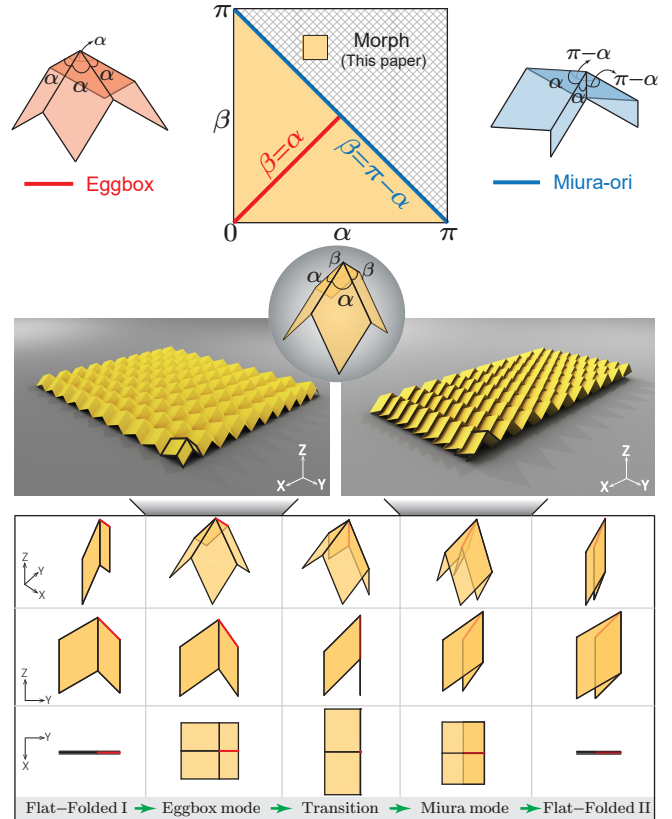 π
Morph
(This paper)
β
β=α
β=π−α
0
α
π
α
α
α
α
Eggbox
π−α
π−α
α
α
Miura-ori
β
β
α
α
Z
X
Y
Z
X
Y
Z
Y
X
Z
Y
Y
X
Flat−Folded I
Eggbox mode
Transition
Miura mode
Flat−Folded II